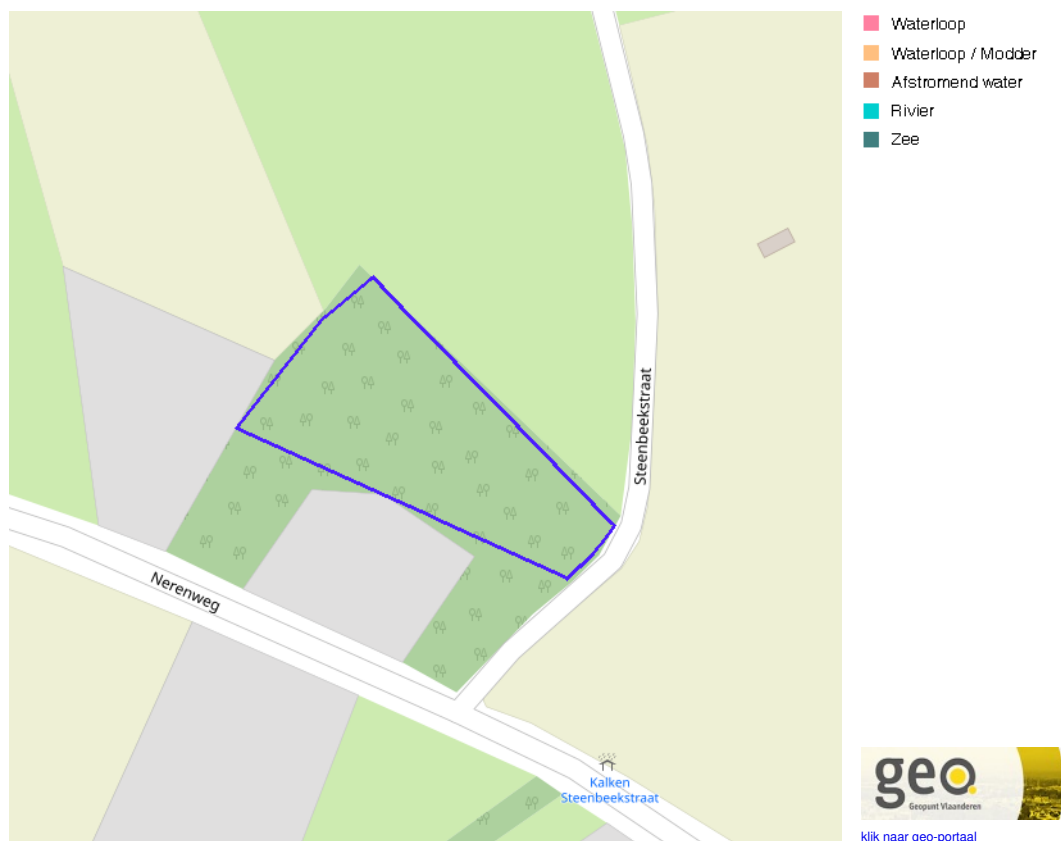 Waterloop
Waterloop / Modder
Afstromend water
Rivier
Zee
Steenbeekstraat
Nerenweg
Kalken
Steenbeekstraat
geo
Geopunt Vlaanderen
klik naar geo-portaal